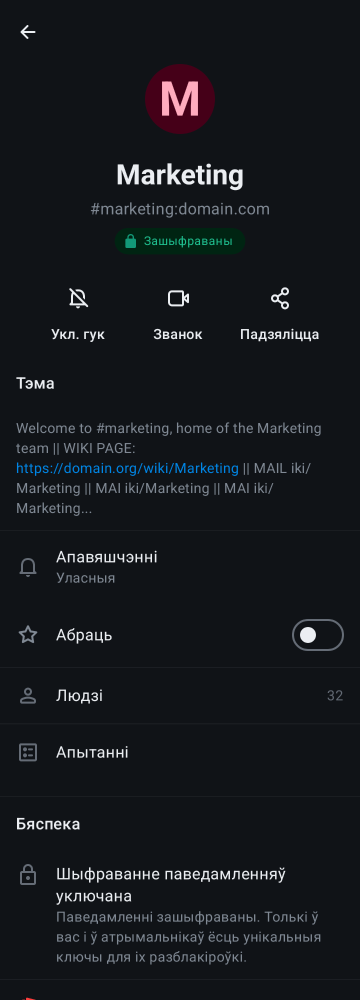 M
Marketing
#marketing:domain.com
Зашыфраваны
Укл. гук
Званок
Падзяліцца
Тэма
Welcome to #marketing, home of the Marketing
team || WIKI PAGE:
https://domain.org/wiki/Marketing || MAIL iki/
Marketing || MAI iki/Marketing || MAI iki/
Marketing...
Апавяшчэнні
Уласныя
Абраць
Людзі 32
Апытанні
Бяспека
Шыфраванне паведамленняў
уключана
Паведамленні зашыфраваны. Толькі ў
вас і ў атрымальнікаў ёсць унікальныя
ключы для іх разблакіроўкі.